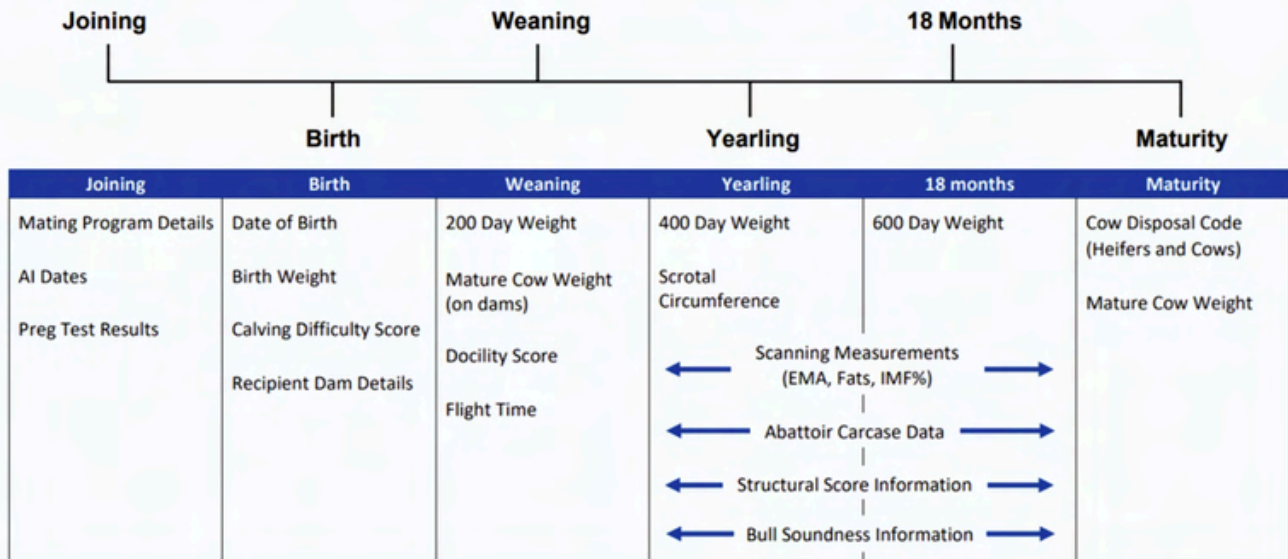 Joining
Weaning
18 Months
Birth
Yearling
Maturity
Joining
Birth
Weaning
Yearling
18 months
Maturity
Mating Program Details
AI Dates
Preg Test Results
Date of Birth
Birth Weight
Calving Difficulty Score
Recipient Dam Details
200 Day Weight
Mature Cow Weight
(on dams)
Docility Score
Flight Time
400 Day Weight
Scrotal
Circumference
600 Day Weight
Scanning Measurements
(EMA, Fats, IMF%)
Abattoir Carcase Data
Structural Score Information
Bull Soundness Information
Cow Disposal Code
(Heifers and Cows)
Mature Cow Weight